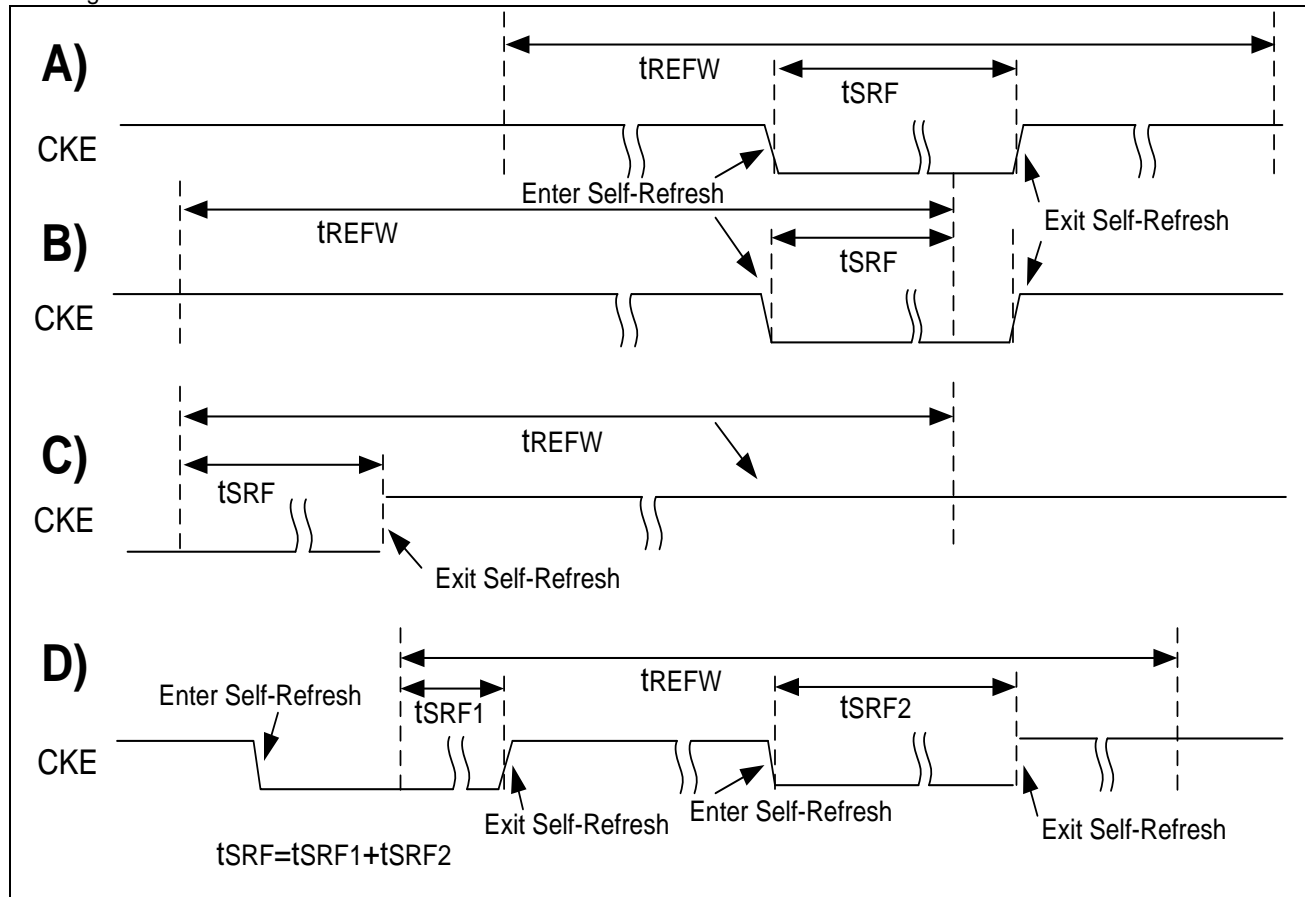 A)
tREFW
tSRF
CKE
Enter Self-Refresh
Exit Self-Refresh
B)
tREFW
tSRF
CKE
C)
tREFW
tSRF
CKE
Exit Self-Refresh
D)
Enter Self-Refresh
tREFW
tSRF1
tSRF2
CKE
Exit Self-Refresh
Enter Self-Refresh
Exit Self-Refresh
tSRF=tSRF1+tSRF2